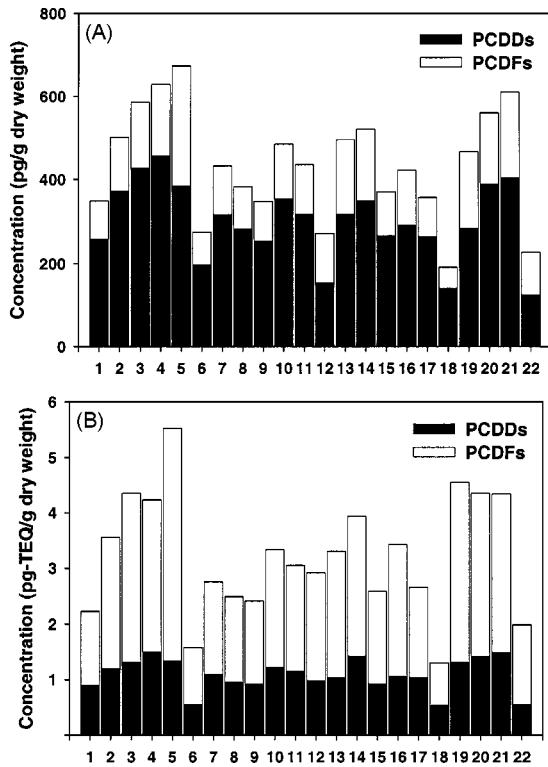 (A)
PCDDs
PCDFs
Concentration (pg/g dry weight)
800
600
400
200
0
1 2 3 4 5 6 7 8 9 10 11 12 13 14 15 16 17 18 19 20 21 22
(B)
PCDDs
PCDFs
Concentration (pg-TEQ/g dry weight)
6
5
4
3
2
1
1 2 3 4 5 6 7 8 9 10 11 12 13 14 15 16 17 18 19 20 21 22